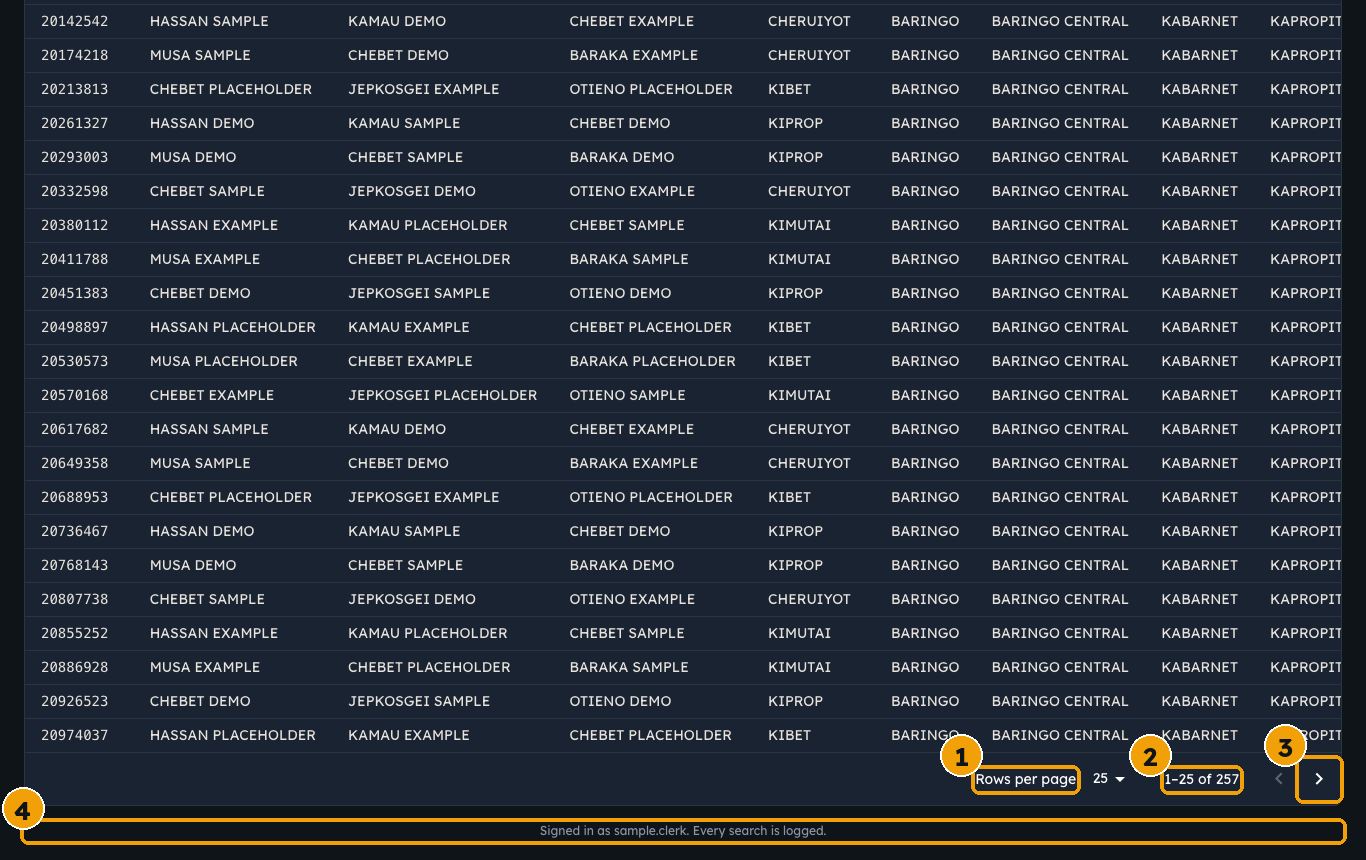 20142542 HASSAN SAMPLE KAMAU DEMO CHEBET EXAMPLE CHERUIYOT BARINGO BARINGO CENTRAL KABARNET KAPROPIT
20174218 MUSA SAMPLE CHEBET DEMO BARAKA EXAMPLE CHERUIYOT BARINGO BARINGO CENTRAL KABARNET KAPROPIT
20213813 CHEBET PLACEHOLDER JEPKOSGEI EXAMPLE OTIENO PLACEHOLDER KIBET BARINGO BARINGO CENTRAL KABARNET KAPROPIT
20261327 HASSAN DEMO KAMAU SAMPLE CHEBET DEMO KIPROP BARINGO BARINGO CENTRAL KABARNET KAPROPIT
20293003 MUSA DEMO CHEBET SAMPLE BARAKA DEMO KIPROP BARINGO BARINGO CENTRAL KABARNET KAPROPIT
20332598 CHEBET SAMPLE JEPKOSGEI DEMO OTIENO EXAMPLE CHERUIYOT BARINGO BARINGO CENTRAL KABARNET KAPROPIT
20380112 HASSAN EXAMPLE KAMAU PLACEHOLDER CHEBET SAMPLE KIMUTAI BARINGO BARINGO CENTRAL KABARNET KAPROPIT
20411788 MUSA EXAMPLE CHEBET PLACEHOLDER BARAKA SAMPLE KIMUTAI BARINGO BARINGO CENTRAL KABARNET KAPROPIT
20451383 CHEBET DEMO JEPKOSGEI SAMPLE OTIENO DEMO KIPROP BARINGO BARINGO CENTRAL KABARNET KAPROPIT
20498897 HASSAN PLACEHOLDER KAMAU EXAMPLE CHEBET PLACEHOLDER KIBET BARINGO BARINGO CENTRAL KABARNET KAPROPIT
20530573 MUSA PLACEHOLDER CHEBET EXAMPLE BARAKA PLACEHOLDER KIBET BARINGO BARINGO CENTRAL KABARNET KAPROPIT
20570168 CHEBET EXAMPLE JEPKOSGEI PLACEHOLDER OTIENO SAMPLE KIMUTAI BARINGO BARINGO CENTRAL KABARNET KAPROPIT
20617682 HASSAN SAMPLE KAMAU DEMO CHEBET EXAMPLE CHERUIYOT BARINGO BARINGO CENTRAL KABARNET KAPROPIT
20649358 MUSA SAMPLE CHEBET DEMO BARAKA EXAMPLE CHERUIYOT BARINGO BARINGO CENTRAL KABARNET KAPROPIT
20688953 CHEBET PLACEHOLDER JEPKOSGEI EXAMPLE OTIENO PLACEHOLDER KIBET BARINGO BARINGO CENTRAL KABARNET KAPROPIT
20736467 HASSAN DEMO KAMAU SAMPLE CHEBET DEMO KIPROP BARINGO BARINGO CENTRAL KABARNET KAPROPIT
20768143 MUSA DEMO CHEBET SAMPLE BARAKA DEMO KIPROP BARINGO BARINGO CENTRAL KABARNET KAPROPIT
20807738 CHEBET SAMPLE JEPKOSGEI DEMO OTIENO EXAMPLE CHERUIYOT BARINGO BARINGO CENTRAL KABARNET KAPROPIT
20855252 HASSAN EXAMPLE KAMAU PLACEHOLDER CHEBET SAMPLE KIMUTAI BARINGO BARINGO CENTRAL KABARNET KAPROPIT
20886928 MUSA EXAMPLE CHEBET PLACEHOLDER BARAKA SAMPLE KIMUTAI BARINGO BARINGO CENTRAL KABARNET KAPROPIT
20926523 CHEBET DEMO JEPKOSGEI SAMPLE OTIENO DEMO KIPROP BARINGO BARINGO CENTRAL KABARNET KAPROPIT
20974037 HASSAN PLACEHOLDER KAMAU EXAMPLE CHEBET PLACEHOLDER KIBET BARINGO BARINGO CENTRAL KABARNET
1 2 3
Rows per page 25 1–25 of 257
4
Signed in as sample.clerk. Every search is logged.